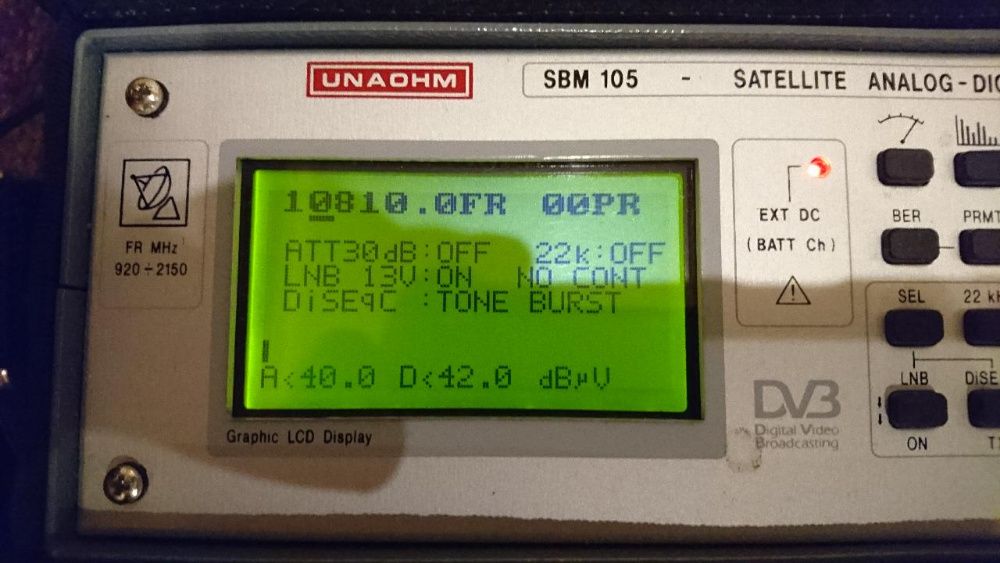 UNAOHM
SBM 105 - SATELLITE ANALOG-DIG
FR MHz
920÷2150
10810.0FR 00PR
ATT30dB:OFF 22k:OFF
LNB 13V:ON NO CONT
DiSEqC :TONE BURST
A<40.0 D<42.0 dBµV
Graphic LCD Display
EXT DC
(BATT Ch)
DVB
Digital Video
Broadcasting
BER PRMT
SEL 22 k
LNB DiSE
ON T